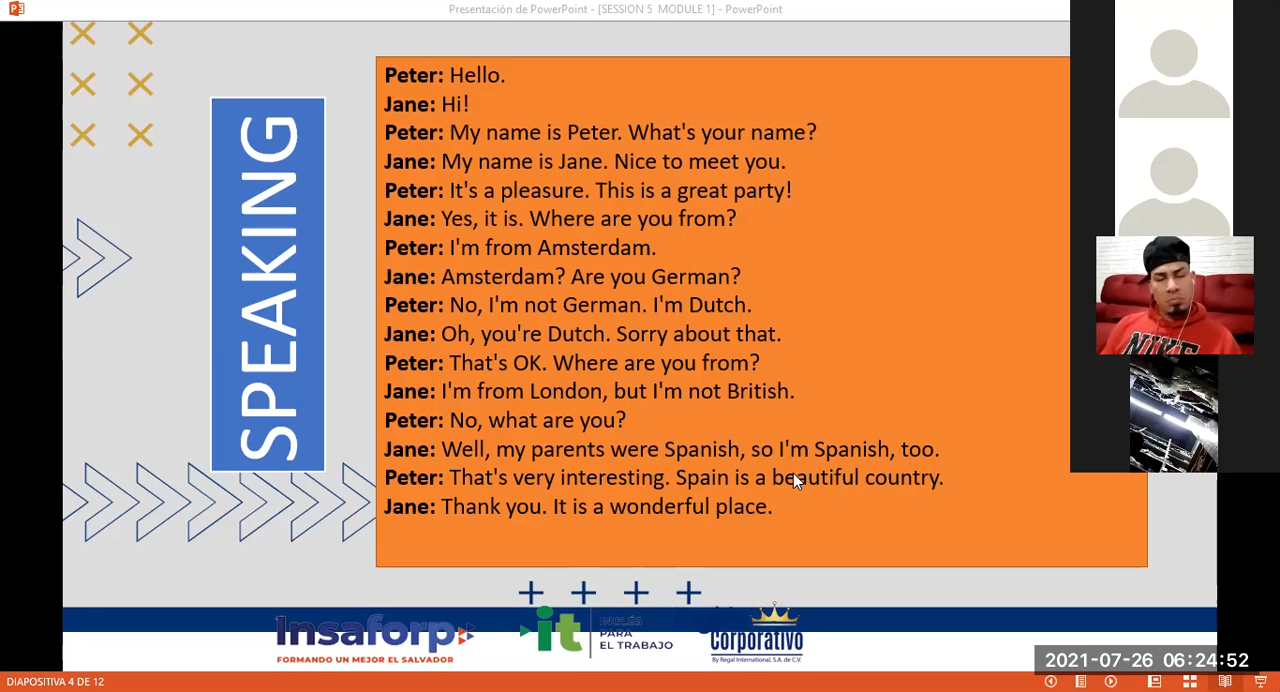 Presentación de PowerPoint - [SESSION 5 MODULE 1] - PowerPoint
SPEAKING
Peter: Hello.
Jane: Hi!
Peter: My name is Peter. What's your name?
Jane: My name is Jane. Nice to meet you.
Peter: It's a pleasure. This is a great party!
Jane: Yes, it is. Where are you from?
Peter: I'm from Amsterdam.
Jane: Amsterdam? Are you German?
Peter: No, I'm not German. I'm Dutch.
Jane: Oh, you're Dutch. Sorry about that.
Peter: That's OK. Where are you from?
Jane: I'm from London, but I'm not British.
Peter: No, what are you?
Jane: Well, my parents were Spanish, so I'm Spanish, too.
Peter: That's very interesting. Spain is a beautiful country.
Jane: Thank you. It is a wonderful place.
NIKE
Insaforp
FORMANDO UN MEJOR EL SALVADOR
it
INGLÉS
PARA
EL TRABAJO
Corporativo
By Regal International, S.A. de C.V.
2021-07-26 06:24:52
DIAPOSITIVA 4 DE 12